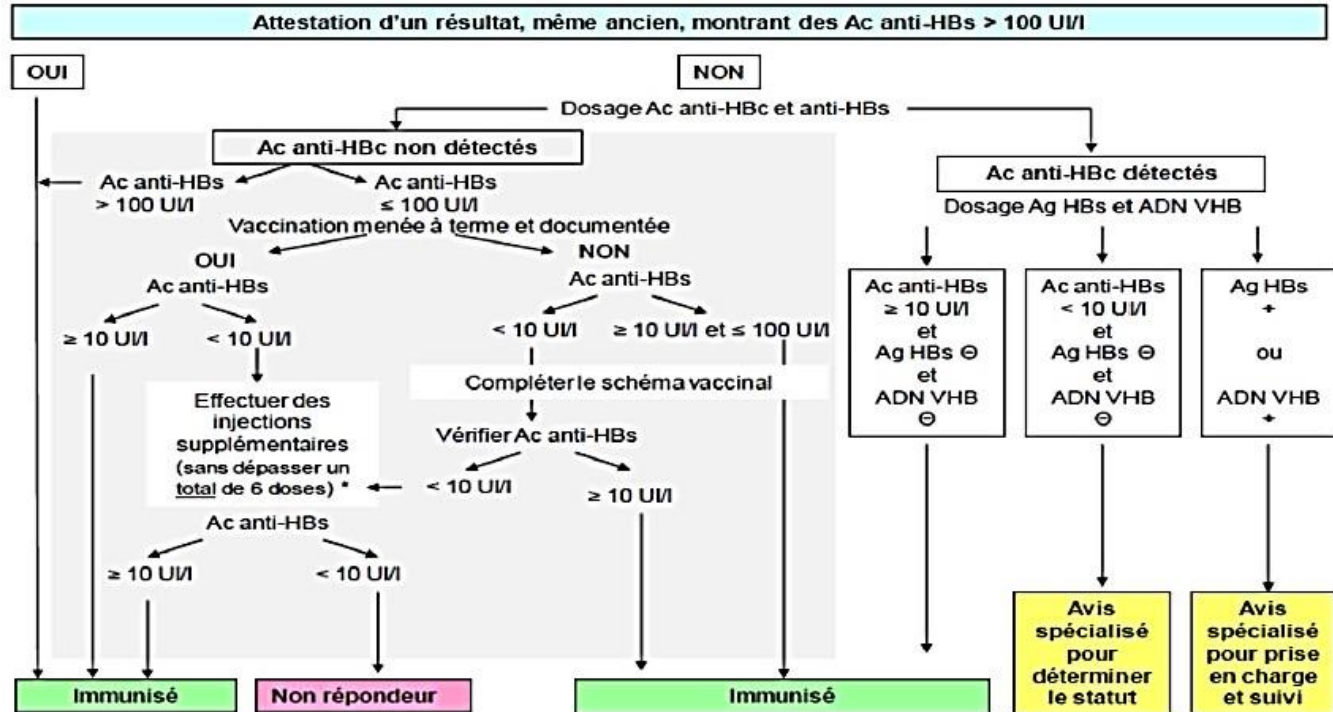 Attestation d'un résultat, même ancien, montrant des Ac anti-HBs > 100 UI/l
OUI
NON
Dosage Ac anti-HBc et anti-HBs
Ac anti-HBc non détectés
Ac anti-HBs
> 100 UI/l
Ac anti-HBs
≤ 100 UI/l
Vaccination menée à terme et documentée
OUI
Ac anti-HBs
≥ 10 UI/l
< 10 UI/l
NON
Ac anti-HBs
< 10 UI/l
≥ 10 UI/l et ≤ 100 UI/l
Effectuer des
injections
supplémentaires
(sans dépasser un
total de 6 doses) *
Compléter le schéma vaccinal
Vérifier Ac anti-HBs
< 10 UI/l
≥ 10 UI/l
Ac anti-HBs
≥ 10 UI/l
< 10 UI/l
Ac anti-HBc détectés
Dosage Ag HBs et ADN VHB
Ac anti-HBs
≥ 10 UI/l
et
Ag HBs ⊖
et
ADN VHB
⊖
Ac anti-HBs
< 10 UI/l
et
Ag HBs ⊖
et
ADN VHB
⊖
Ag HBs
+
ou
ADN VHB
+
Immunisé
Non répondeur
Immunisé
Avis
spécialisé
pour
déterminer
le statut
Avis
spécialisé
pour prise
en charge
et suivi